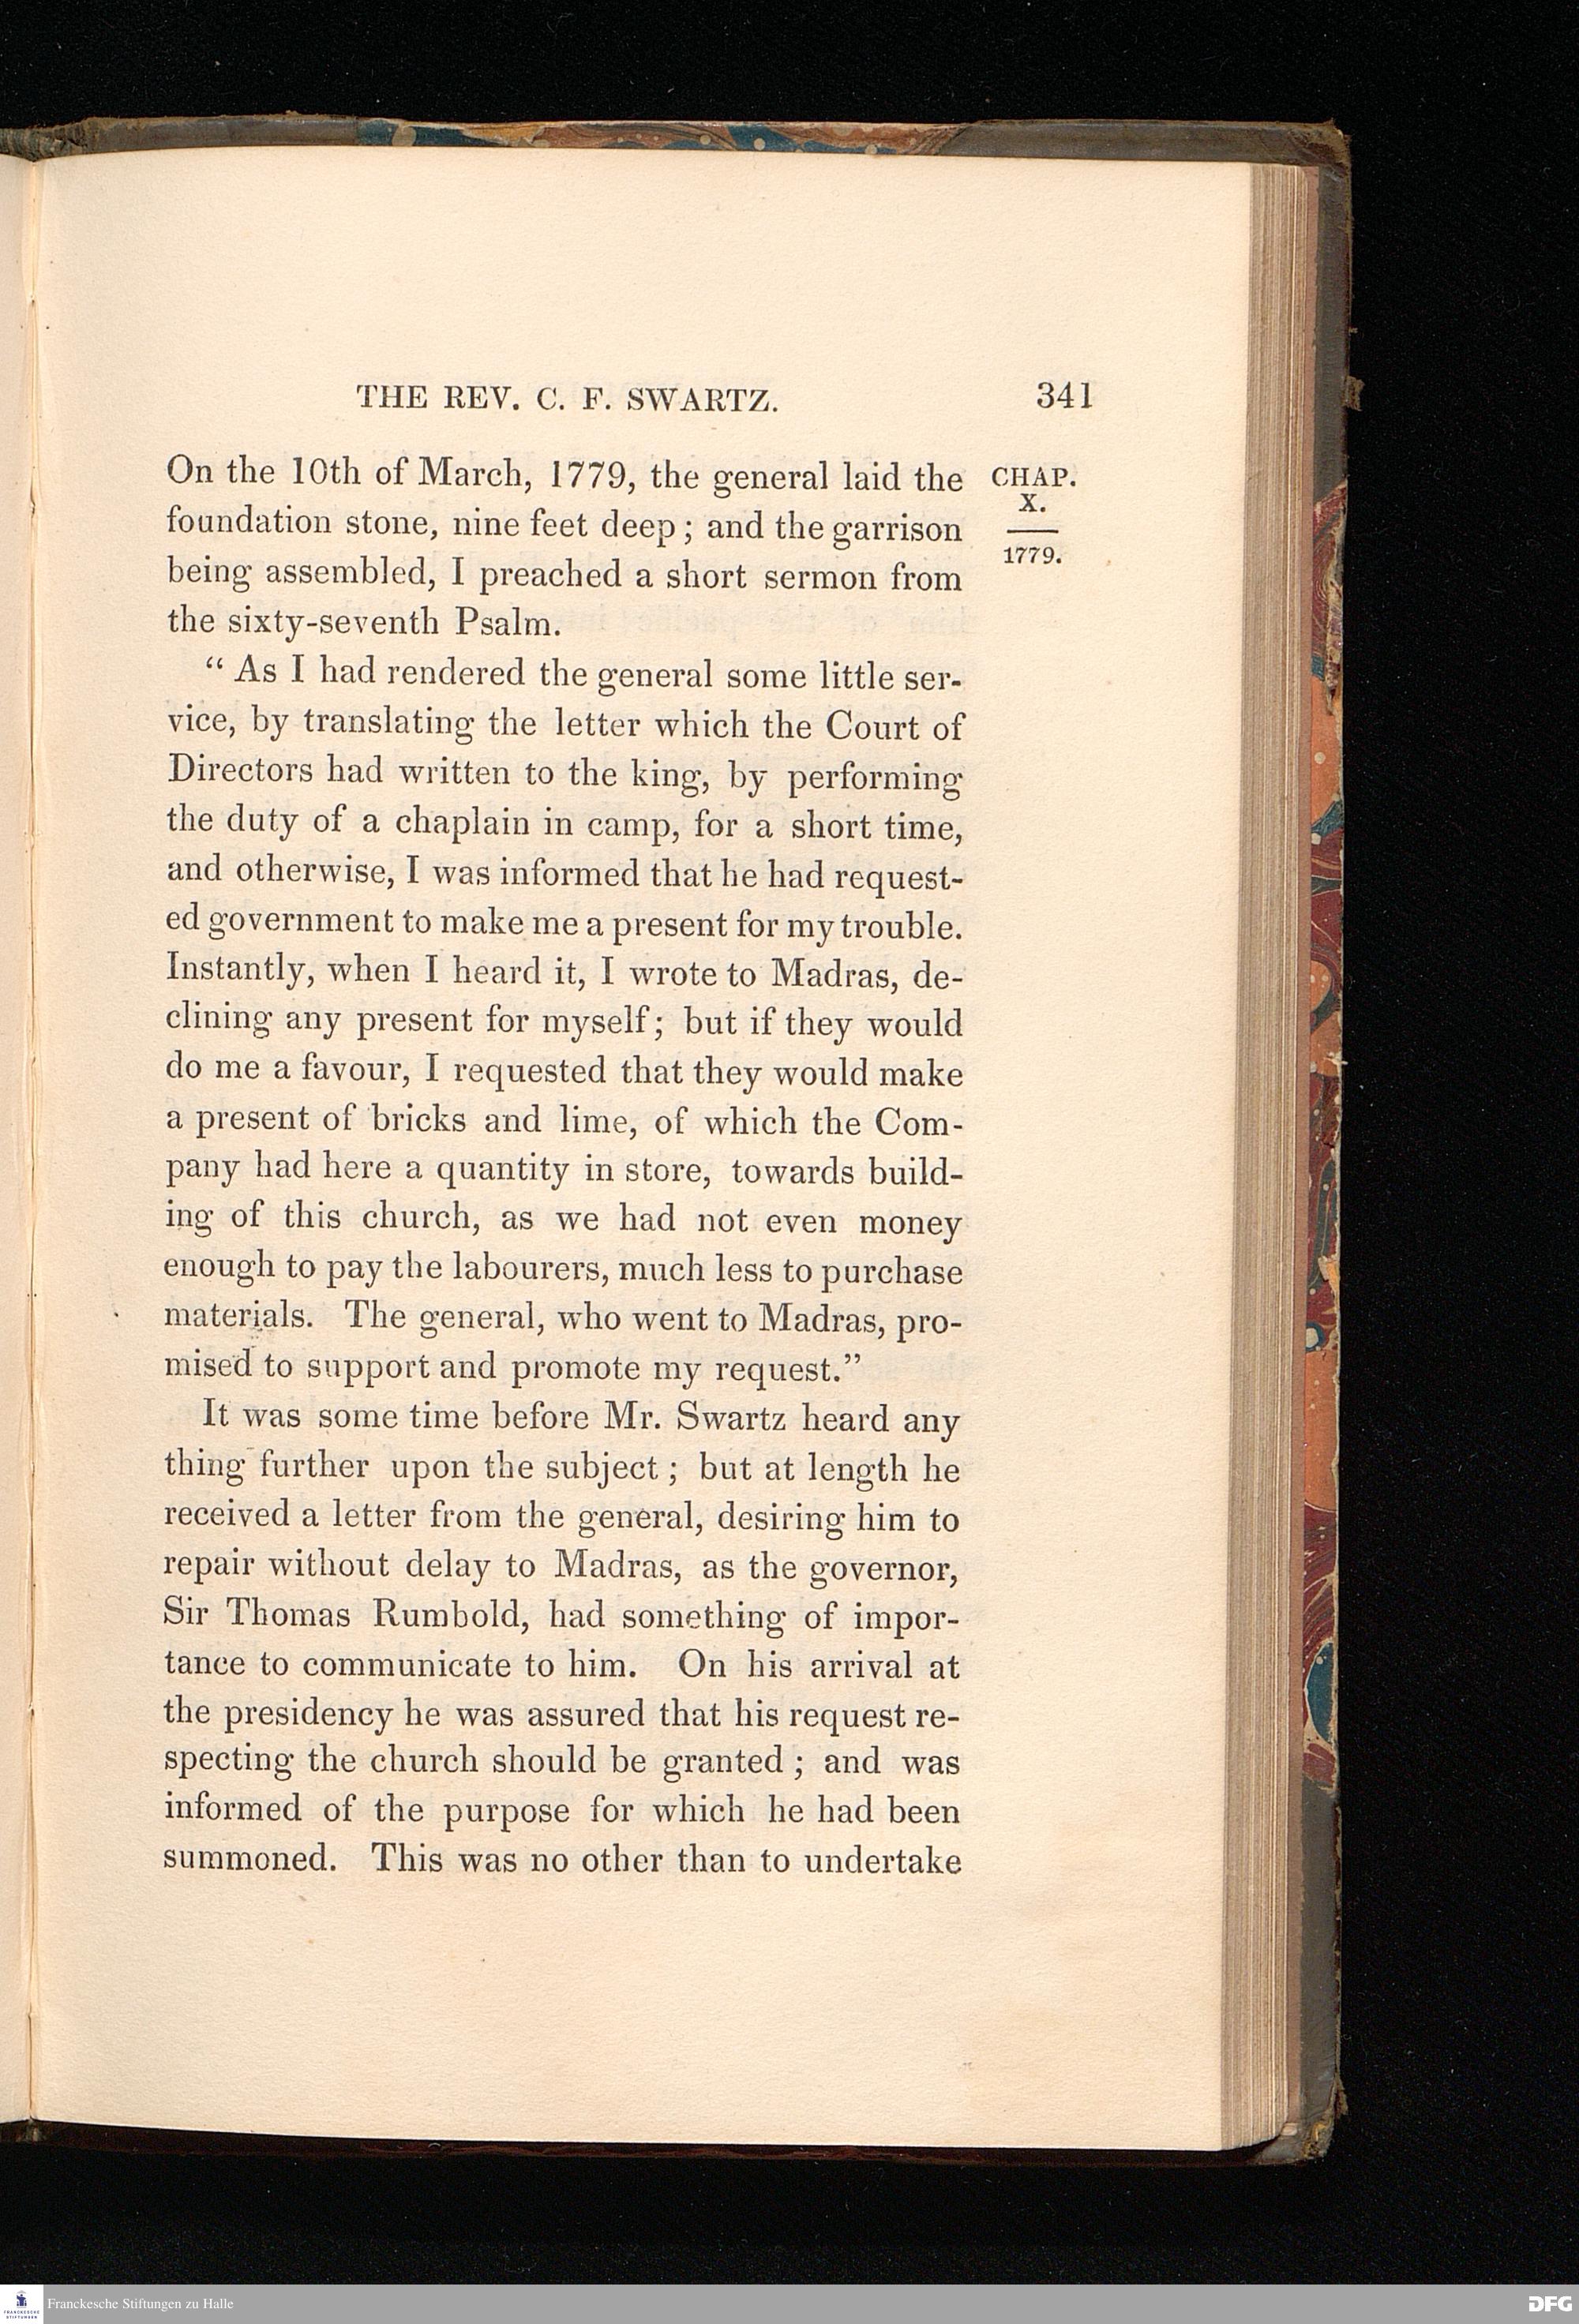 THE REV. C. F. SWARTZ. 341
CHAP.
X.
1779.
On the 10th of March, 1779, the general laid the
foundation stone, nine feet deep; and the garrison
being assembled, I preached a short sermon from
the sixty-seventh Psalm.
“ As I had rendered the general some little ser-
vice, by translating the letter which the Court of
Directors had written to the king, by performing
the duty of a chaplain in camp, for a short time,
and otherwise, I was informed that he had request-
ed government to make me a present for my trouble.
Instantly, when I heard it, I wrote to Madras, de-
clining any present for myself; but if they would
do me a favour, I requested that they would make
a present of bricks and lime, of which the Com-
pany had here a quantity in store, towards build-
ing of this church, as we had not even money
enough to pay the labourers, much less to purchase
materials. The general, who went to Madras, pro-
mised to support and promote my request.”
It was some time before Mr. Swartz heard any
thing further upon the subject; but at length he
received a letter from the general, desiring him to
repair without delay to Madras, as the governor,
Sir Thomas Rumbold, had something of impor-
tance to communicate to him. On his arrival at
the presidency he was assured that his request re-
specting the church should be granted; and was
informed of the purpose for which he had been
summoned. This was no other than to undertake
FRANCKESCHE
STIFTUNGEN
Franckesche Stiftungen zu Halle
DFG